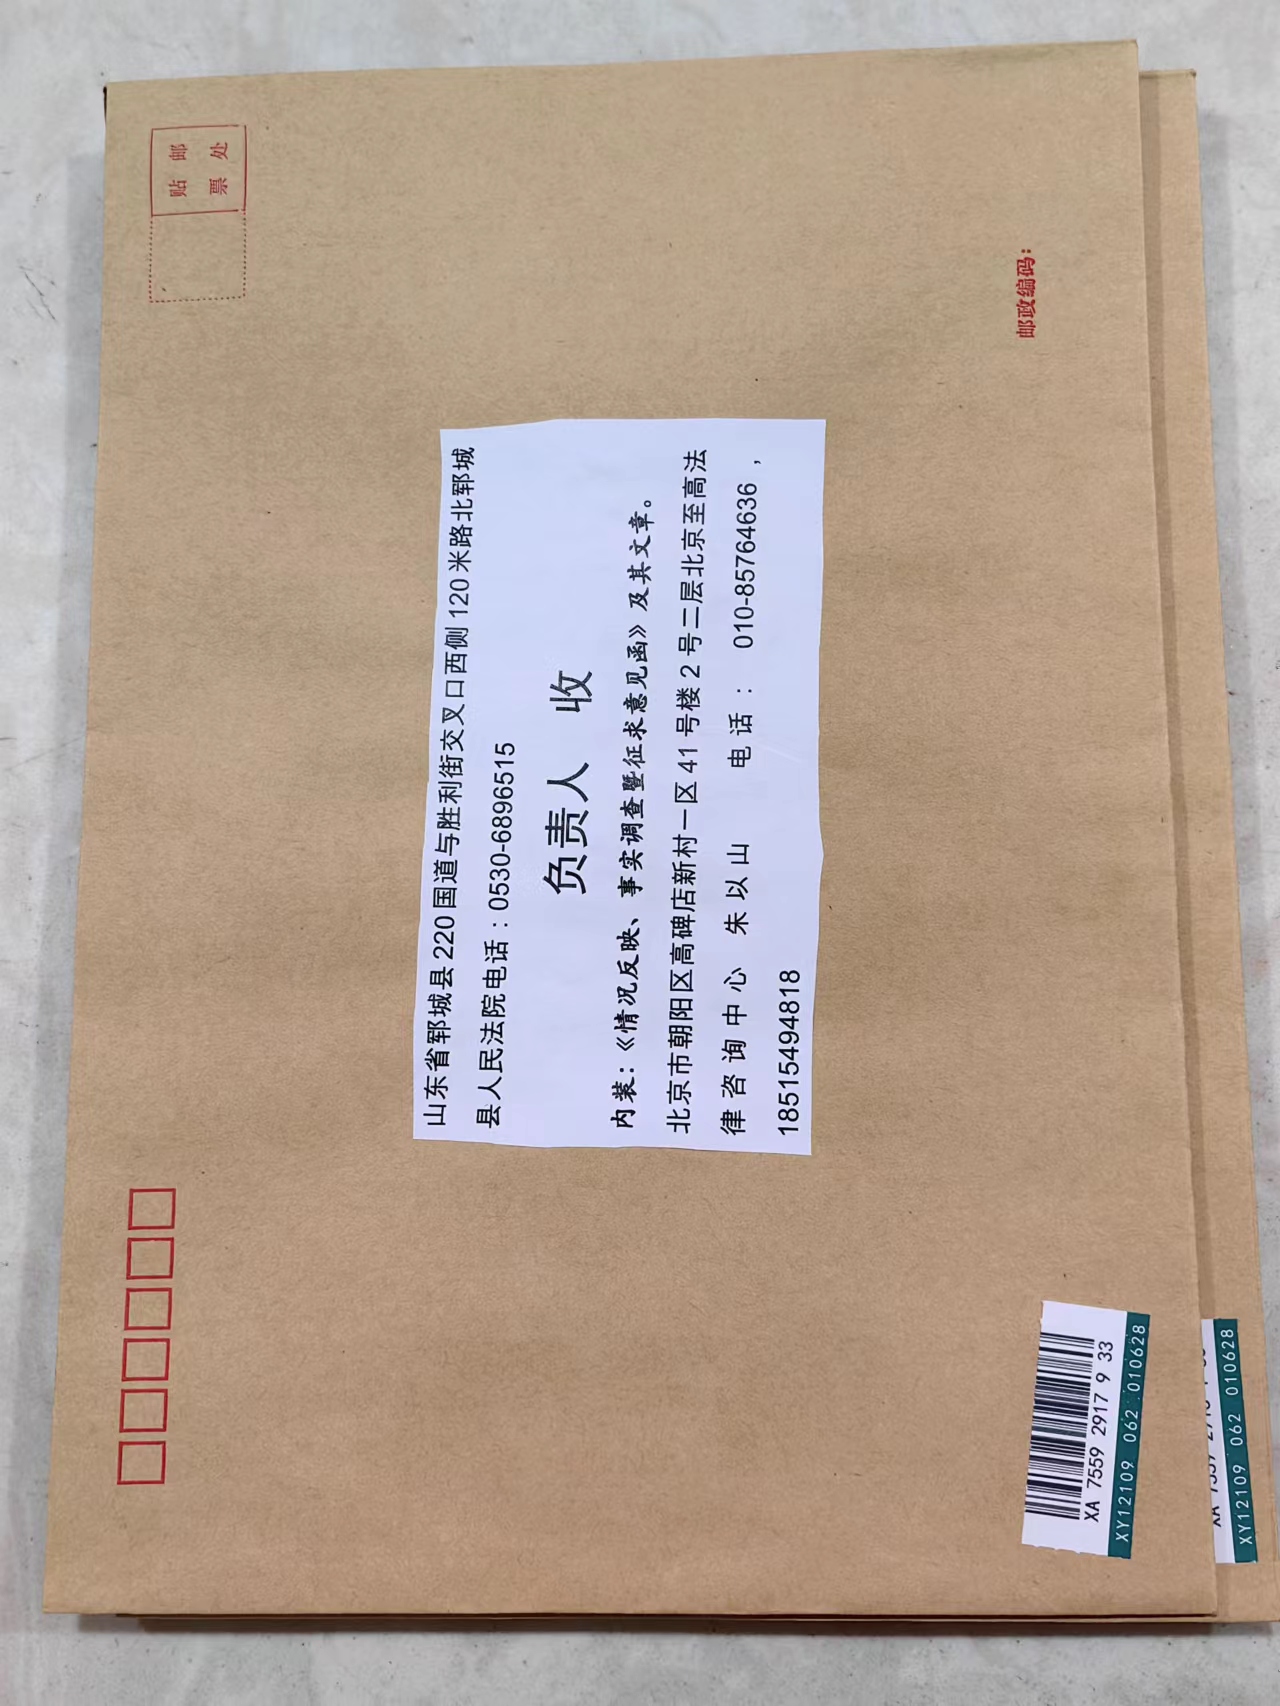 贴邮
票处
山东省郓城县220国道与胜利街交叉口西侧120米路北郓城
县人民法院电话：0530-6896515
负责人 收
内装：《情况反映、事实调查暨征求意见函》及其文章。
北京市朝阳区高碑店新村一区41号楼2号二层北京至高法
律咨询中心 朱以山 电话： 010-85764636，
18515494818
邮政编码：
XA 7559 2917 9 33
XY12109 062 010628
XY12109 062 010628